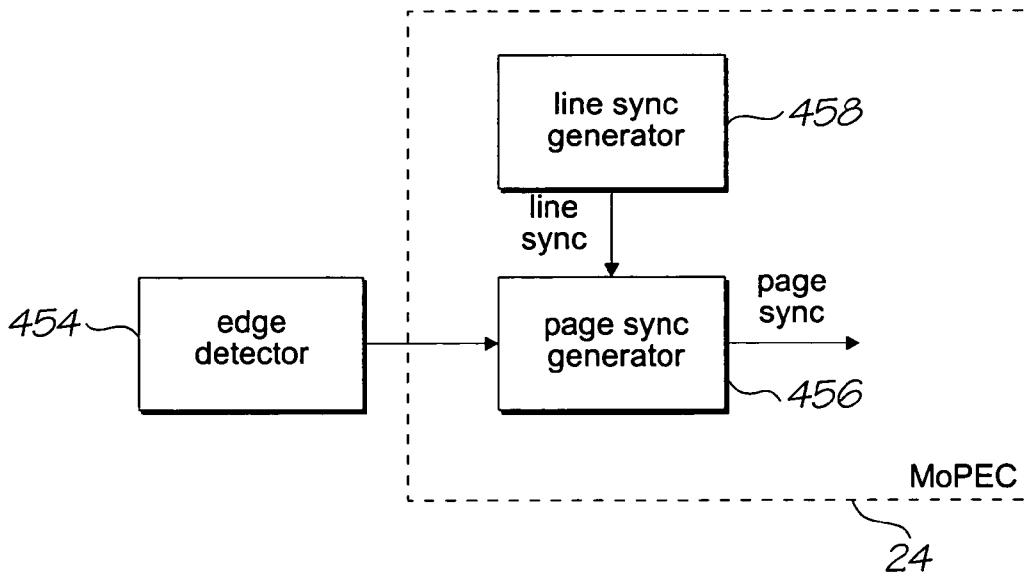 line sync
generator
458
line
sync
454
edge
detector
page sync
generator
page
sync
456
MoPEC
24